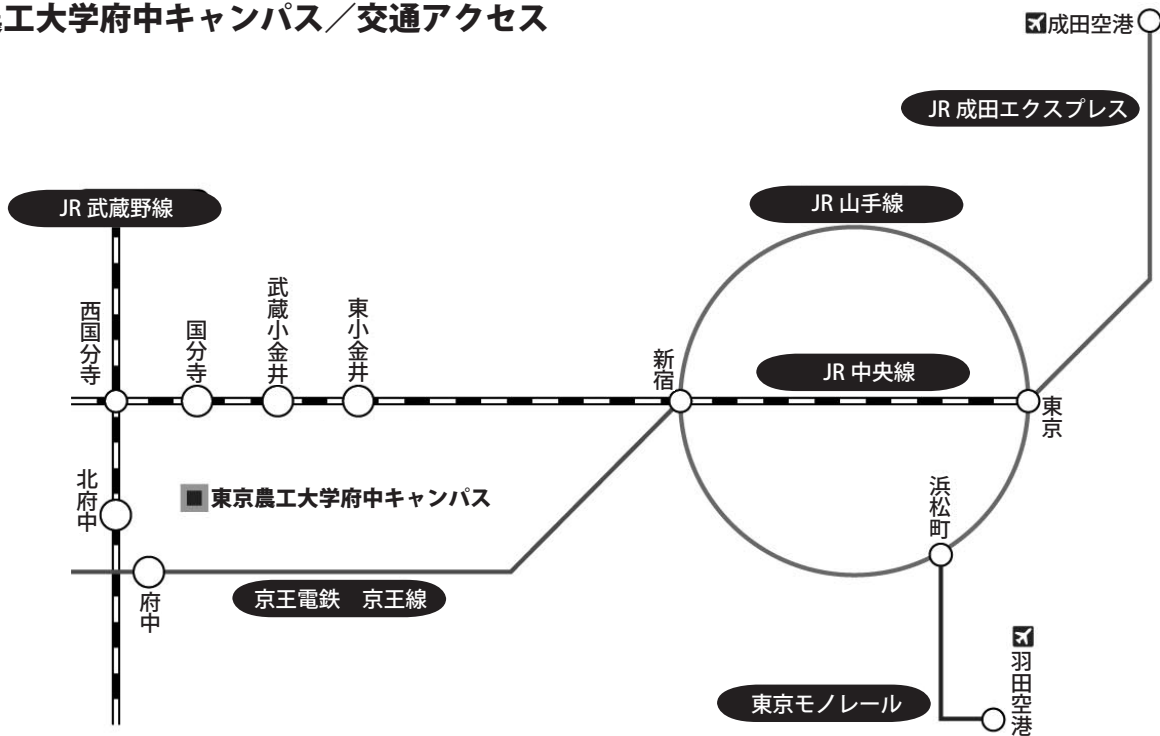 工大学府中キャンパス／交通アクセス
成田空港
JR 成田エクスプレス
JR 武蔵野線
JR 山手線
西国分寺
国分寺
武蔵小金井
東小金井
新宿
JR 中央線
東京
北府中
東京農工大学府中キャンパス
浜松町
府中
京王電鉄　京王線
羽田空港
東京モノレール